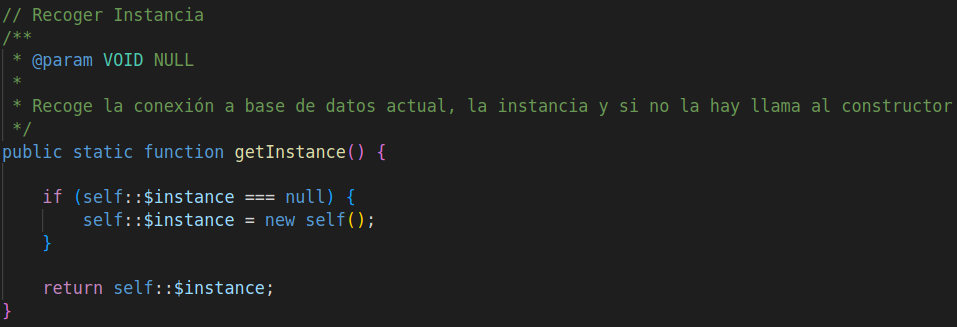 // Recoger Instancia
/**
 * @param VOID NULL
 *
 * Recoge la conexión a base de datos actual, la instancia y si no la hay llama al constructor
 */
public static function getInstance() {
    if (self::$instance === null) {
        self::$instance = new self();
    }
    return self::$instance;
}